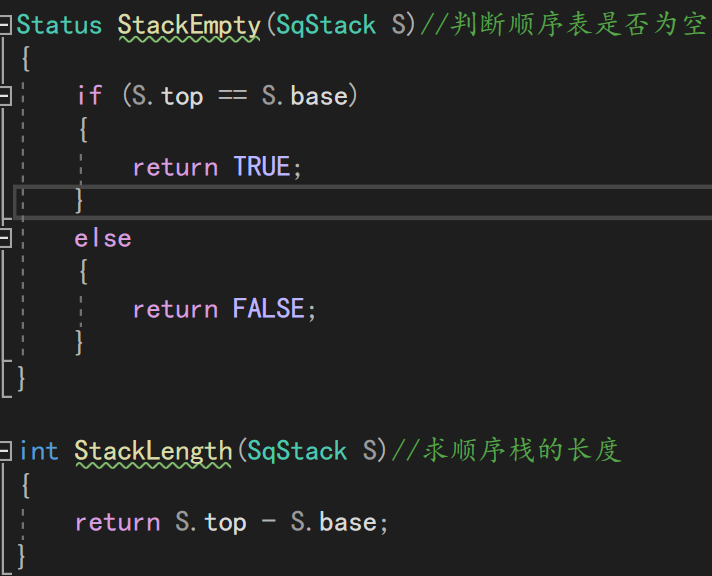 Status StackEmpty(SqStack S)//判断顺序表是否为空
{
if (S.top == S.base)
{
return TRUE;
}
else
{
return FALSE;
}
}
int StackLength(SqStack S)//求顺序栈的长度
{
return S.top - S.base;
}